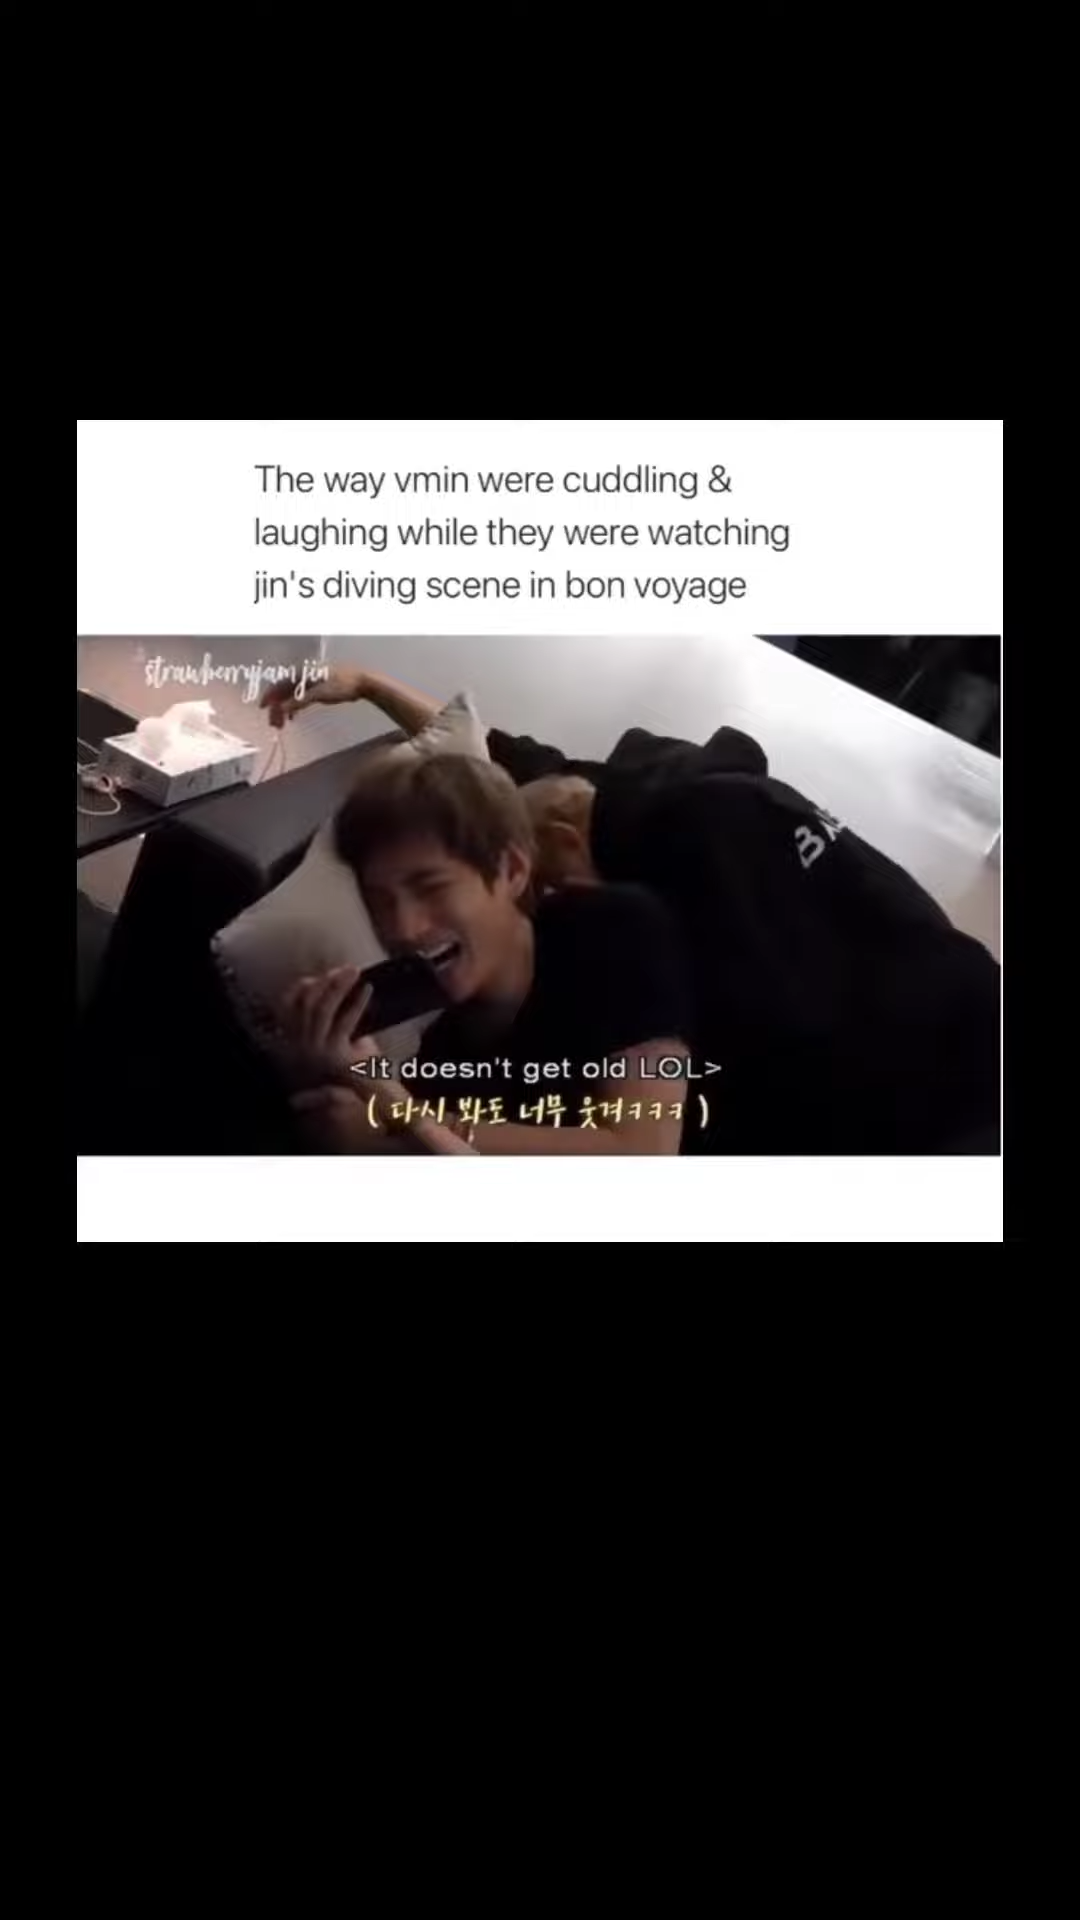 The way vmin were cuddling &
laughing while they were watching
jin's diving scene in bon voyage
strawberryjam jin
<It doesn't get old LOL>
( 다시 봐도 너무 웃겨ㅋㅋㅋ )